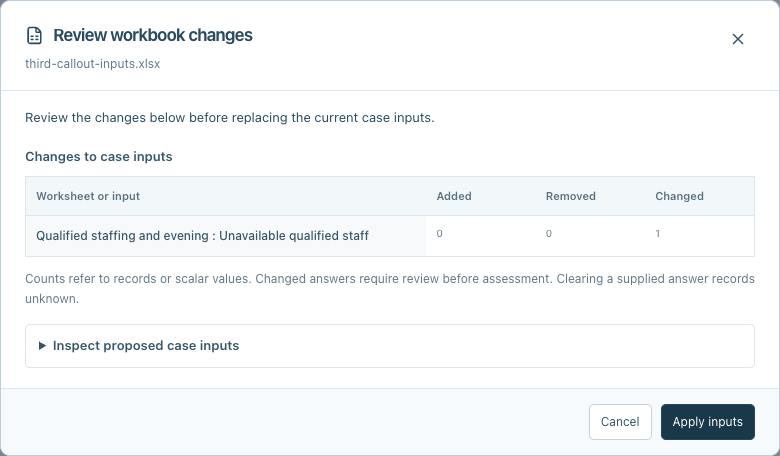 Review workbook changes
third-callout-inputs.xlsx
Review the changes below before replacing the current case inputs.
Changes to case inputs
Worksheet or input Added Removed Changed
Qualified staffing and evening : Unavailable qualified staff 0 0 1
Counts refer to records or scalar values. Changed answers require review before assessment. Clearing a supplied answer records
unknown.
Inspect proposed case inputs
Cancel Apply inputs